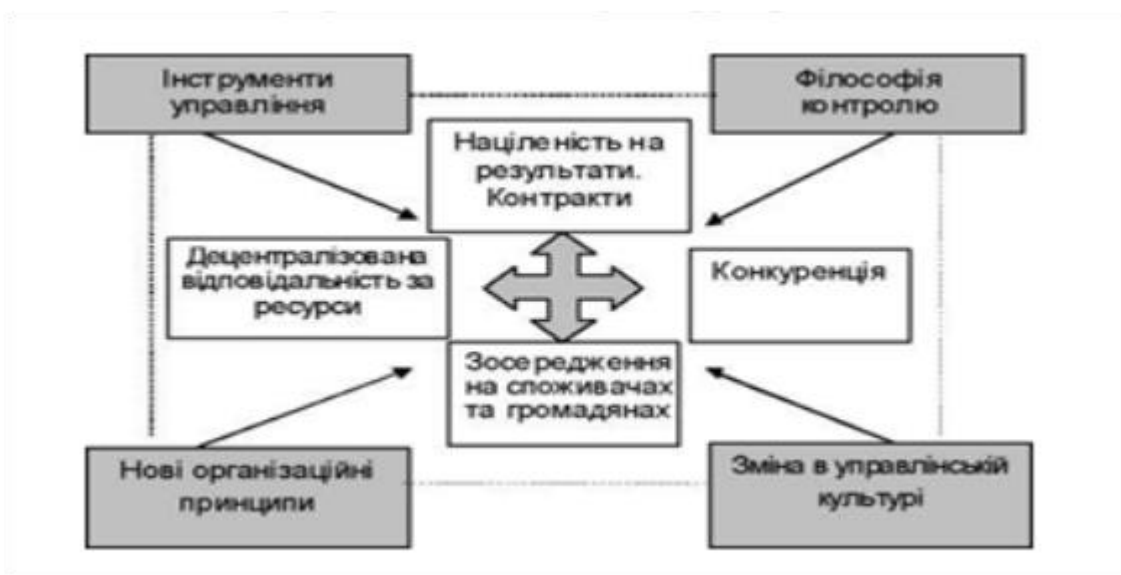 Інструменти
управління
Філософія
контролю
Націленість на
результати.
Контракти
Децентралізована
відповідальність за
ресурси
Конкуренція
Зосередження
на споживачах
та громадянах
Нові організаційні
принципи
Зміна в управлінській
культурі